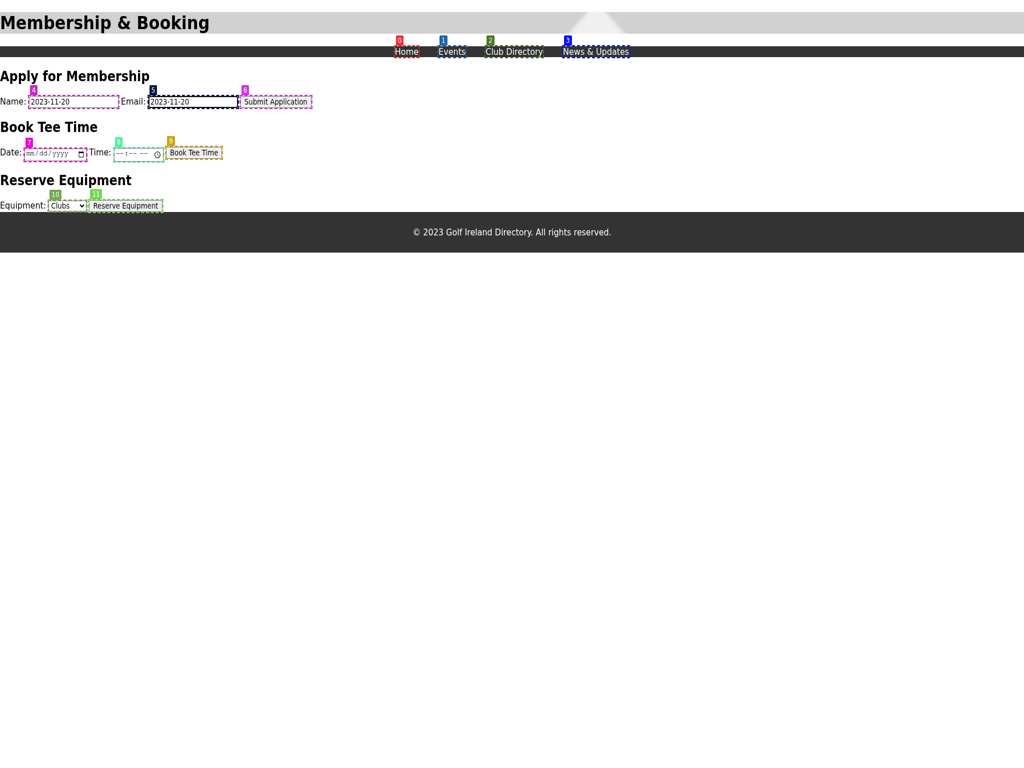 Membership & Booking
0 1 2 3
Home Events Club Directory News & Updates
Apply for Membership
4 5 6
Name: 2023-11-20 Email: 2023-11-20 Submit Application
Book Tee Time
7 8 9
Date: mm/dd/yyyy Time: --:-- -- Book Tee Time
Reserve Equipment
10 11
Equipment: Clubs Reserve Equipment
© 2023 Golf Ireland Directory. All rights reserved.